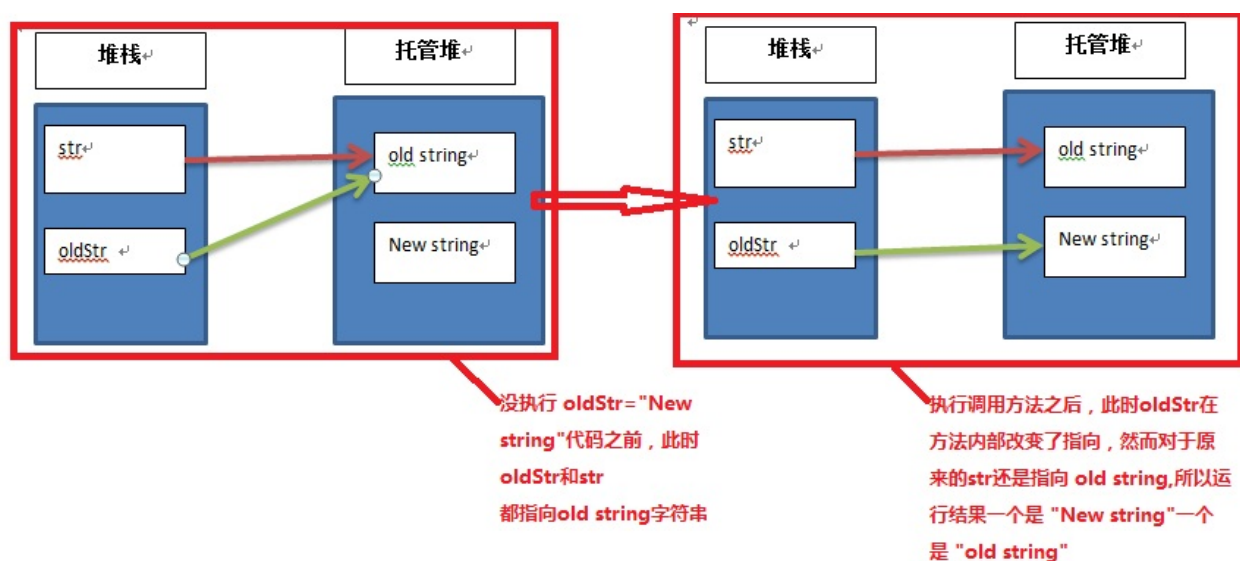 堆栈
托管堆
str
old string
oldStr
New string
堆栈
托管堆
str
old string
oldStr
New string
没执行 oldStr="New
string"代码之前，此时
oldStr和str
都指向old string字符串
执行调用方法之后，此时oldStr在
方法内部改变了指向，然而对于原
来的str还是指向 old string,所以运
行结果一个是 "New string"一个
是 "old string"